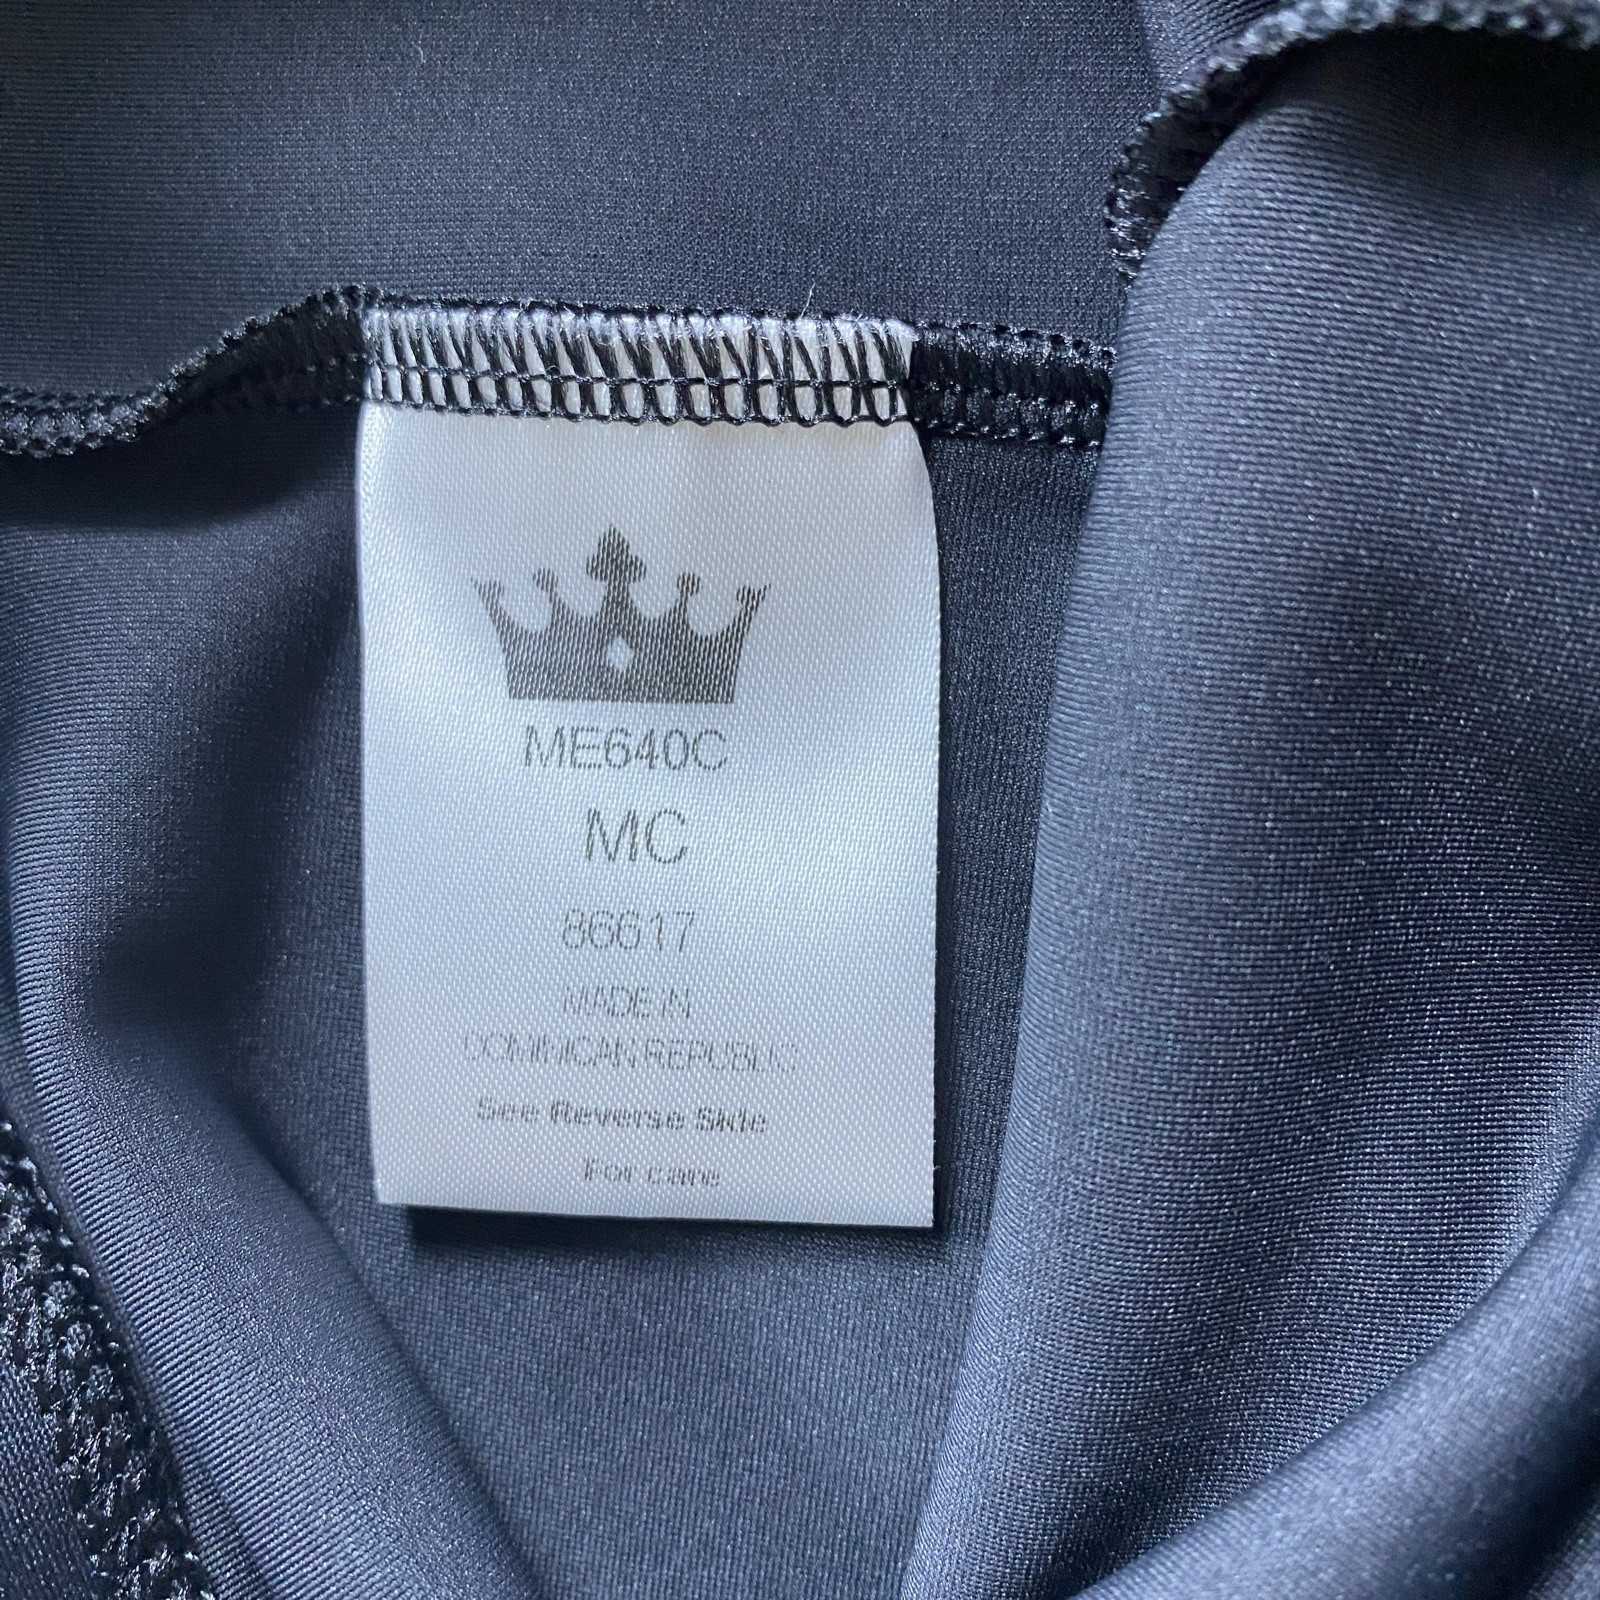 ME640C
MC
86617
MADE IN
DOMINICAN REPUBLIC
See Reverse Side
For care